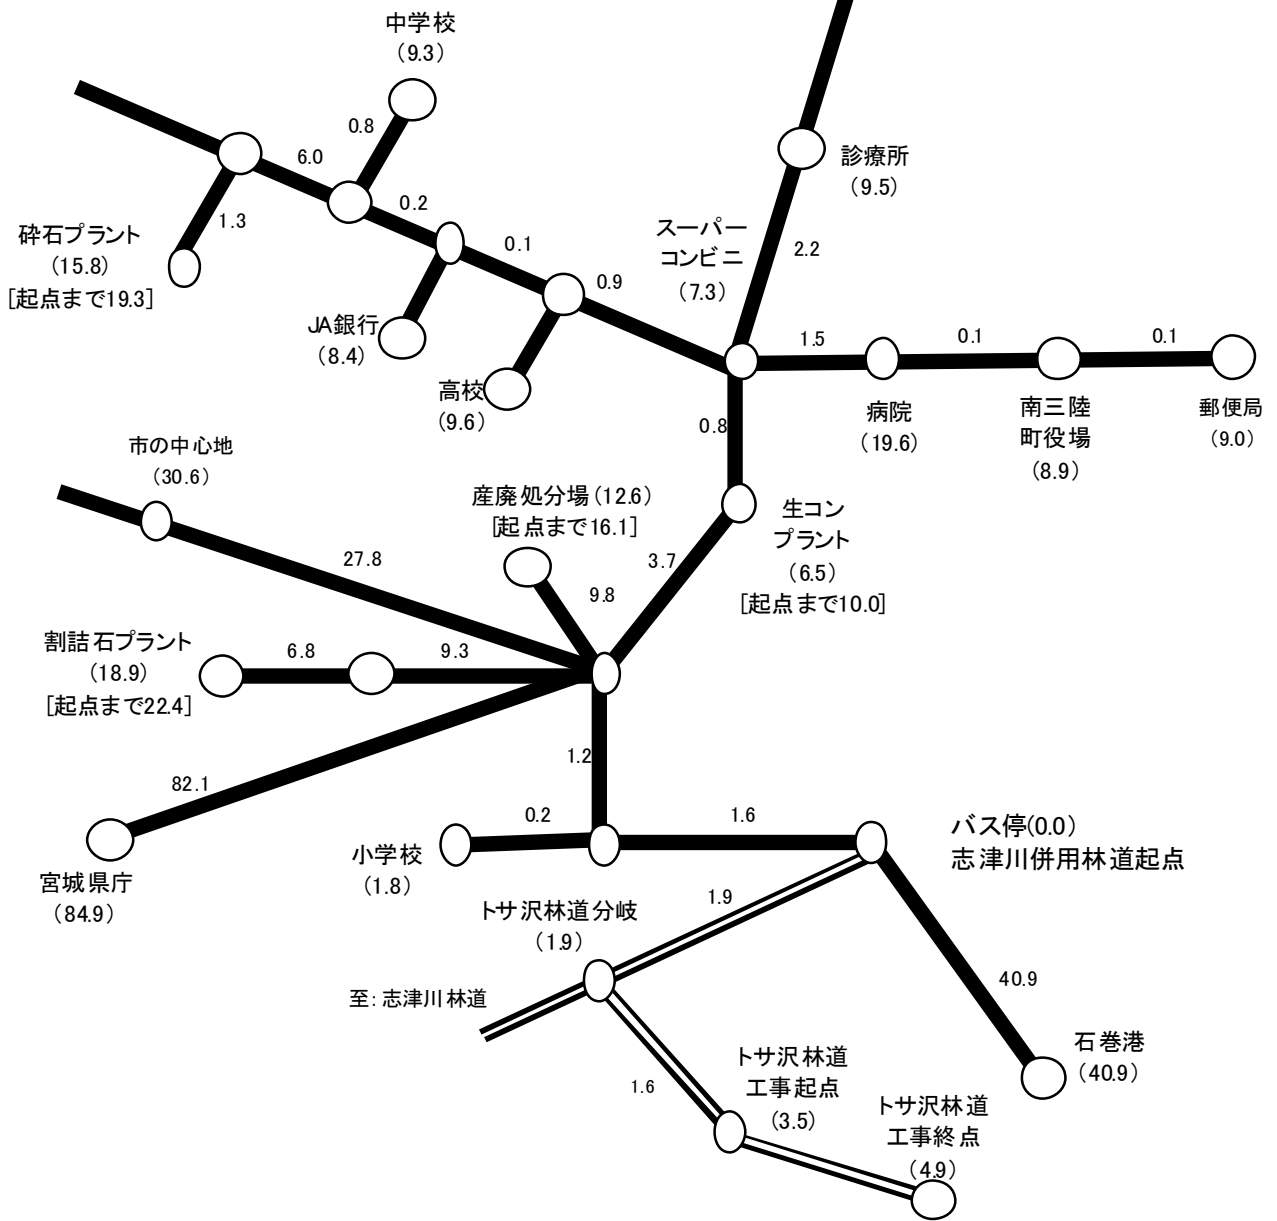 中学校
(9.3)
0.8
6.0
0.2
1.3
0.1
0.9
砕石プラント
(15.8)
[起点まで19.3]
JA銀行
(8.4)
高校
(9.6)
診療所
(9.5)
スーパー
コンビニ
(7.3)
2.2
1.5
0.1
0.1
病院
(19.6)
南三陸
町役場
(8.9)
郵便局
(9.0)
0.8
市の中心地
(30.6)
産廃処分場(12.6)
[起点まで16.1]
生コン
プラント
(6.5)
[起点まで10.0]
27.8
9.8
3.7
割詰石プラント
(18.9)
[起点まで22.4]
6.8
9.3
82.1
1.2
宮城県庁
(84.9)
小学校
(1.8)
0.2
1.6
バス停(0.0)
志津川併用林道起点
トサ沢林道分岐
(1.9)
1.9
至:志津川林道
40.9
石巻港
(40.9)
1.6
トサ沢林道
工事起点
(3.5)
トサ沢林道
工事終点
(4.9)